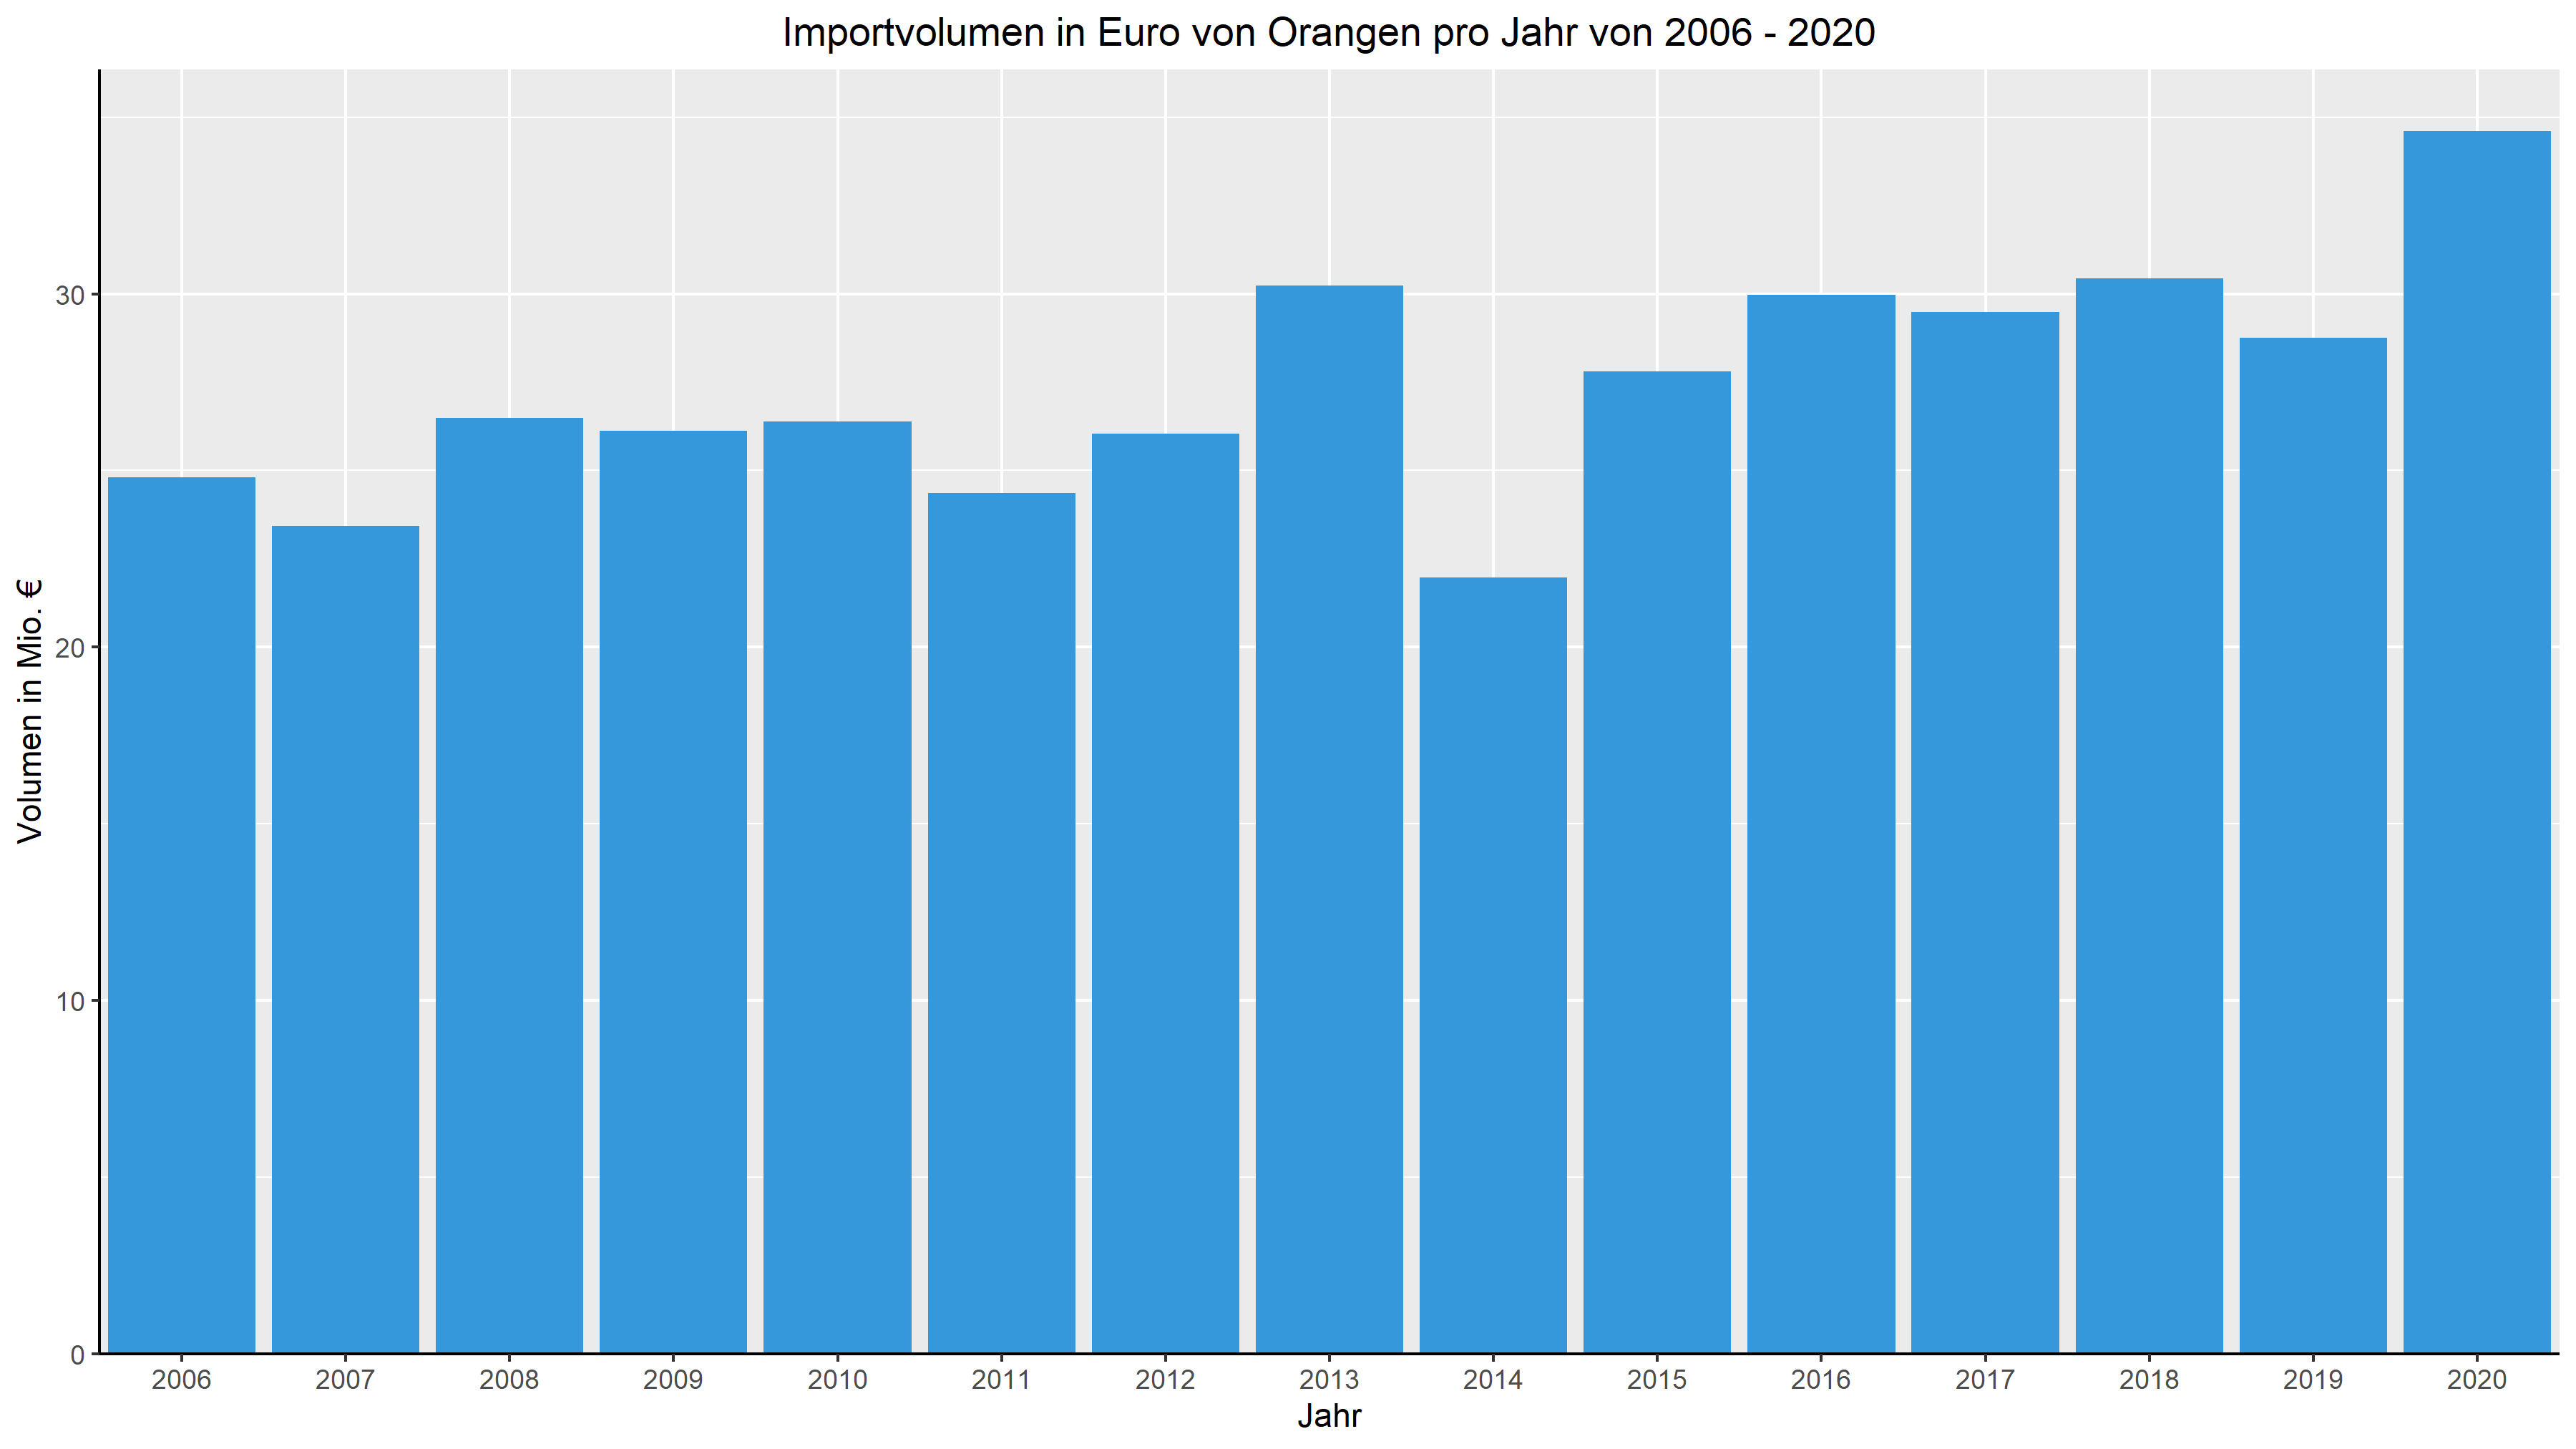 Importvolumen in Euro von Orangen pro Jahr von 2006 - 2020
Volumen in Mio. €
30
20
10
0
2006 2007 2008 2009 2010 2011 2012 2013 2014 2015 2016 2017 2018 2019 2020
Jahr